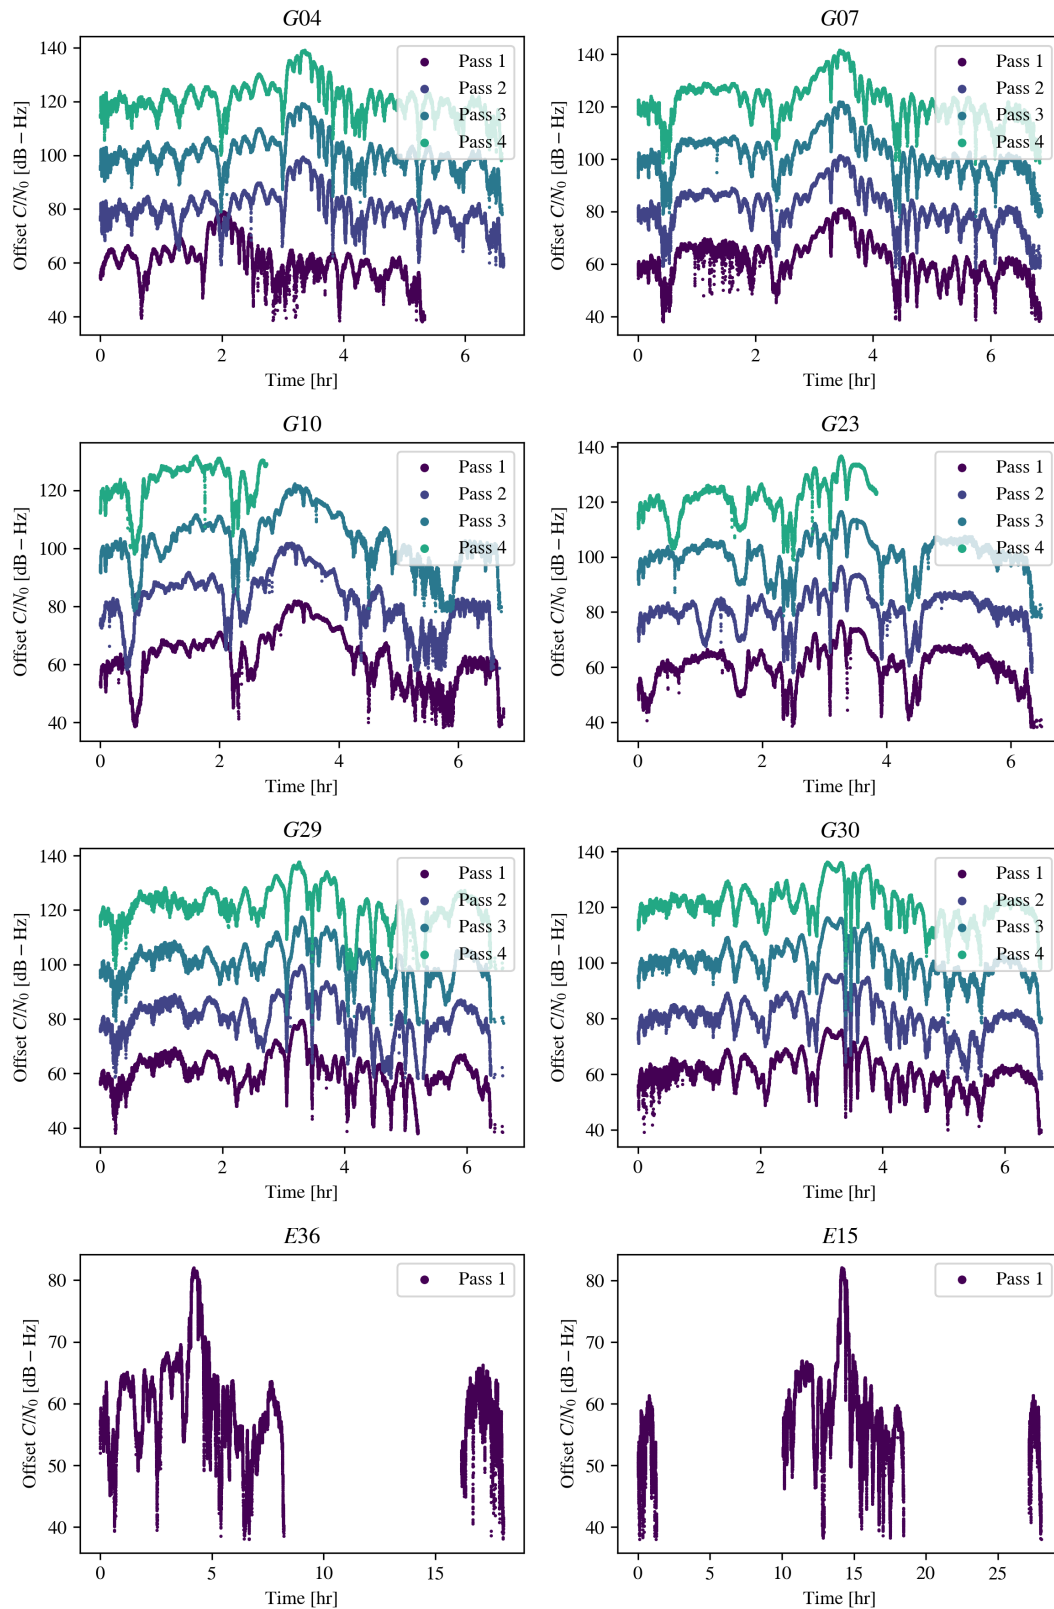 G04
140
120
100
80
60
40
Offset C/N0 [dB − Hz]
Pass 1
Pass 2
Pass 3
Pass 4
0 2 4 6
Time [hr]
G07
140
120
100
80
60
40
Offset C/N0 [dB − Hz]
Pass 1
Pass 2
Pass 3
Pass 4
0 2 4 6
Time [hr]
G10
120
100
80
60
40
Offset C/N0 [dB − Hz]
Pass 1
Pass 2
Pass 3
Pass 4
0 2 4 6
Time [hr]
G23
140
120
100
80
60
40
Offset C/N0 [dB − Hz]
Pass 1
Pass 2
Pass 3
Pass 4
0 2 4 6
Time [hr]
G29
140
120
100
80
60
40
Offset C/N0 [dB − Hz]
Pass 1
Pass 2
Pass 3
Pass 4
0 2 4 6
Time [hr]
G30
140
120
100
80
60
40
Offset C/N0 [dB − Hz]
Pass 1
Pass 2
Pass 3
Pass 4
0 2 4 6
Time [hr]
E36
80
70
60
50
40
Offset C/N0 [dB − Hz]
Pass 1
0 5 10 15
Time [hr]
E15
80
70
60
50
40
Offset C/N0 [dB − Hz]
Pass 1
0 5 10 15 20 25
Time [hr]